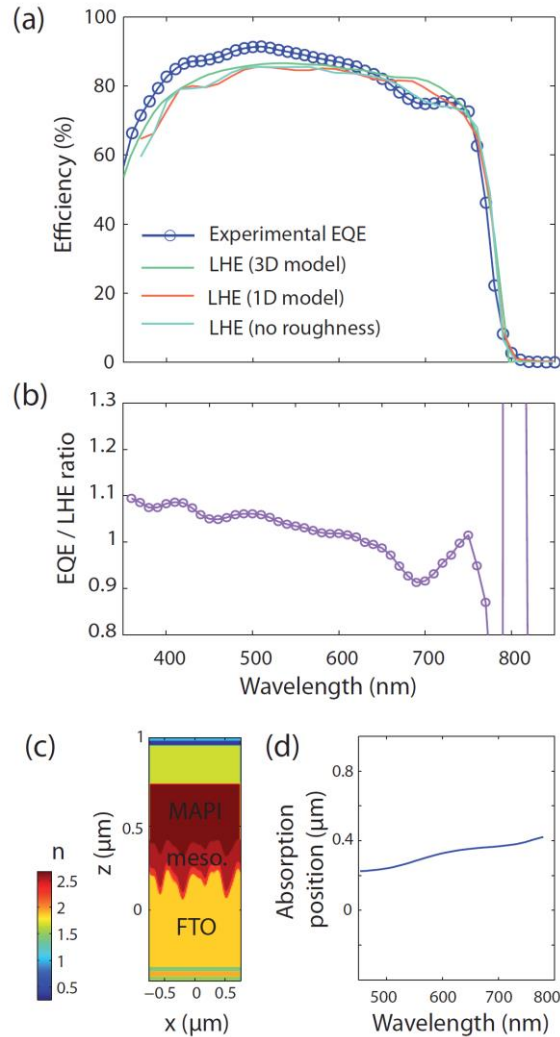 (a)
100
80
60
40
20
0
Efficiency (%)
Experimental EQE
LHE (3D model)
LHE (1D model)
LHE (no roughness)
(b)
1.3
1.2
1.1
1
0.9
0.8
EQE / LHE ratio
400 500 600 700 800
Wavelength (nm)
(c)
n
2.5
2
1.5
1
0.5
1
0.5
0
z (μm)
MAPI
meso.
FTO
−0.5 0 0.5
x (μm)
(d)
0.8
0.4
0
Absorption
position (μm)
500 600 700 800
Wavelength (nm)